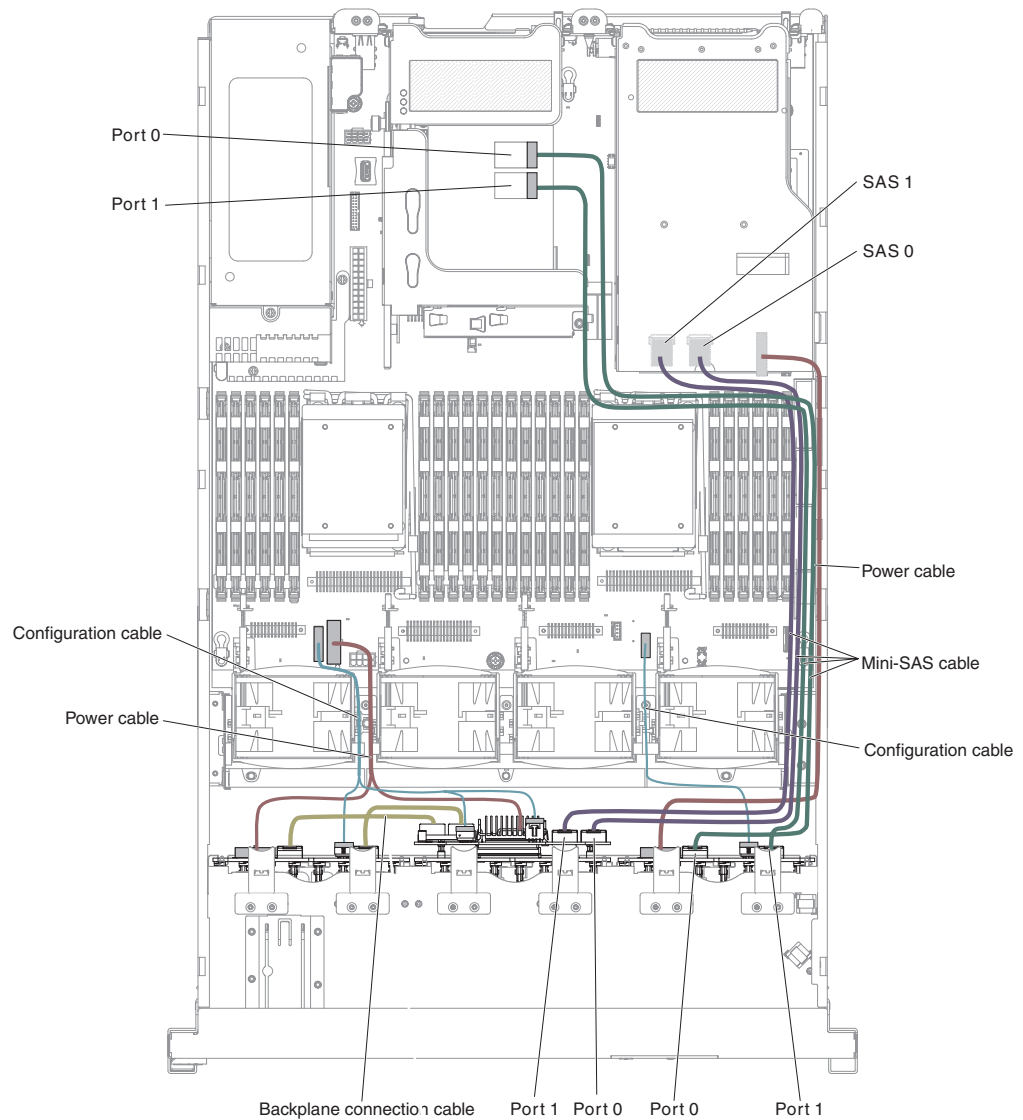 Port 0
Port 1
SAS 1
SAS 0
Power cable
Configuration cable
Mini-SAS cable
Power cable
Configuration cable
Backplane connection cable
Port 1
Port 0
Port 0
Port 1